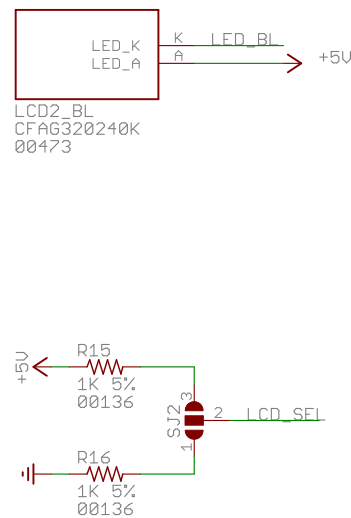 K
LED_K
LED_BL
A
LED_A
+5V
LCD2_BL
CFAG320240K
00473
+5V
R15
1K 5%
00136
3
SJ2
2
LCD_SEL
1
R16
1K 5%
00136